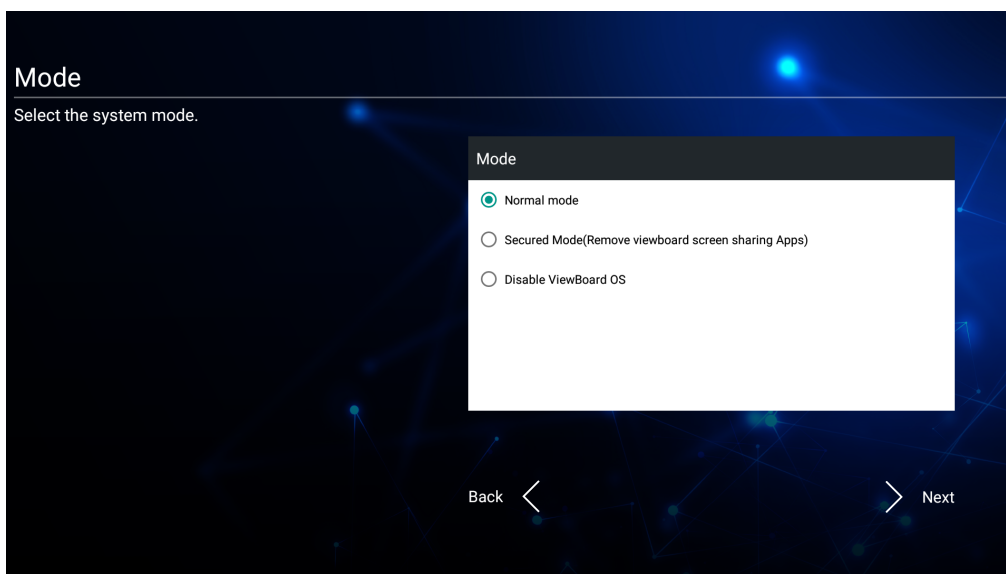 Mode
Select the system mode.
Mode
Normal mode
Secured Mode(Remove viewboard screen sharing Apps)
Disable ViewBoard OS
Back
Next